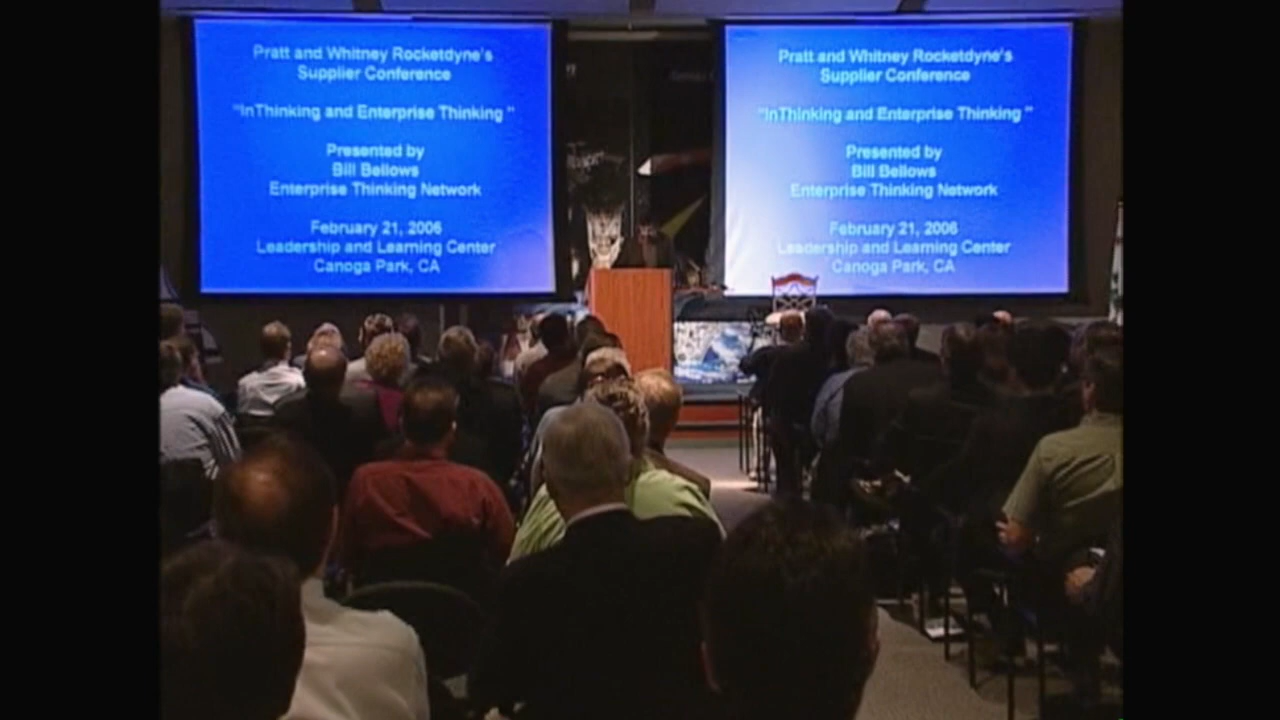 Pratt and Whitney Rocketdyne's
Supplier Conference
"InThinking and Enterprise Thinking "
Presented by
Bill Bellows
Enterprise Thinking Network
February 21, 2006
Leadership and Learning Center
Canoga Park, CA
Pratt and Whitney Rocketdyne's
Supplier Conference
"InThinking and Enterprise Thinking "
Presented by
Bill Bellows
Enterprise Thinking Network
February 21, 2006
Leadership and Learning Center
Canoga Park, CA